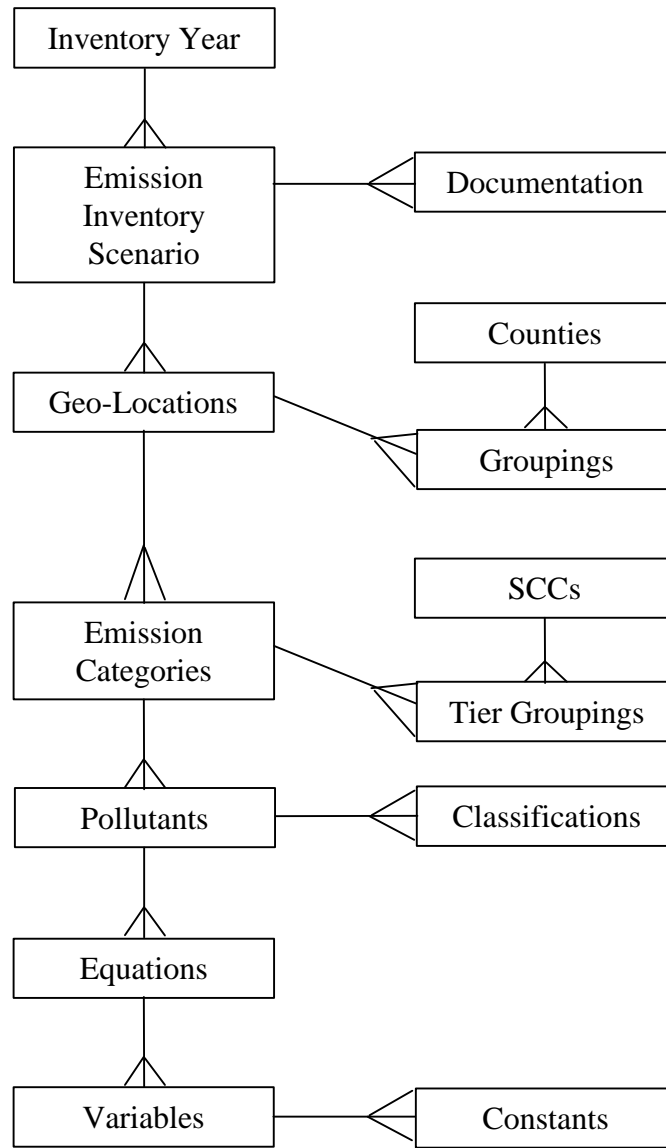 Inventory Year
Emission
Inventory
Scenario
Documentation
Counties
Geo-Locations
Groupings
SCCs
Emission
Categories
Tier Groupings
Pollutants
Classifications
Equations
Variables
Constants